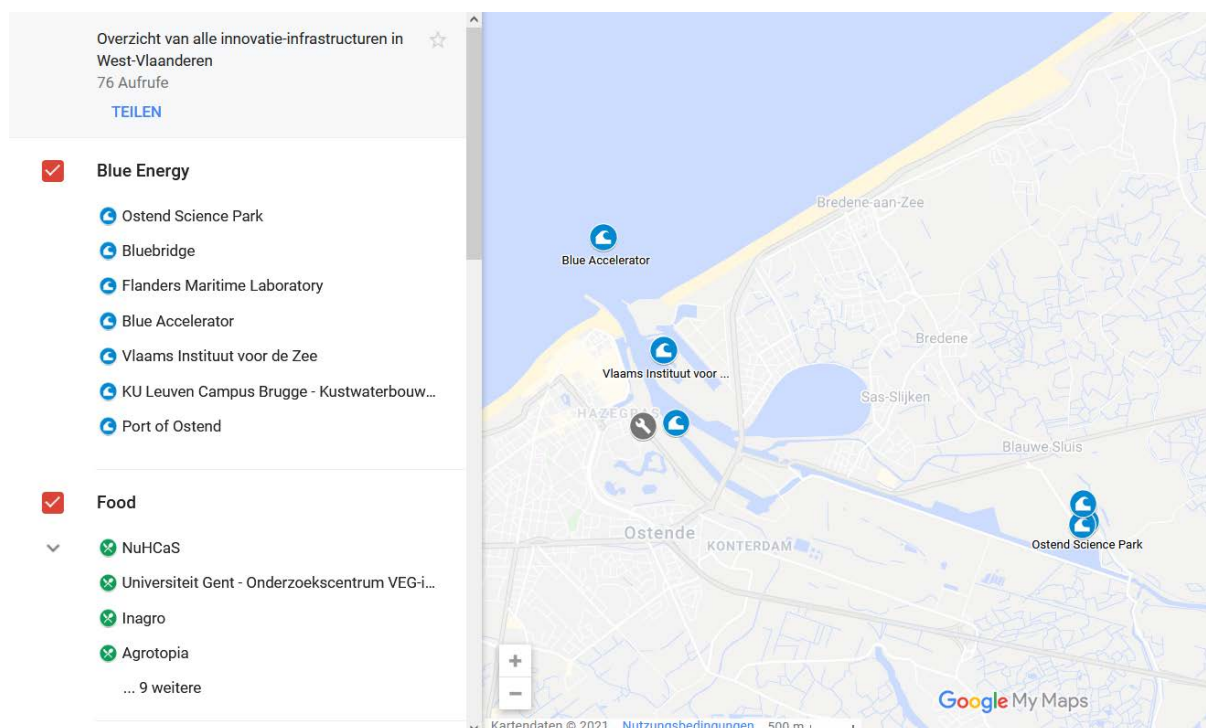 Overzicht van alle innovatie-infrastructuren in
West-Vlaanderen
76 Aufrufe
TEILEN
Blue Energy
Ostend Science Park
Bluebridge
Flanders Maritime Laboratory
Blue Accelerator
Vlaams Instituut voor de Zee
KU Leuven Campus Brugge - Kustwaterbouw...
Port of Ostend
Food
NuHCaS
Universiteit Gent - Onderzoekscentrum VEG-i...
Inagro
Agrotopia
... 9 weitere
Bredene-aan-Zee
Blue Accelerator
Bredene
Vlaams Instituut voor ...
Sas-Slijken
HAZEGRAS
Blauwe Sluis
Ostende
KONTERDAM
Ostend Science Park
+
−
Google My Maps
Kartendaten © 2021 Nutzungsbedingungen 500 m